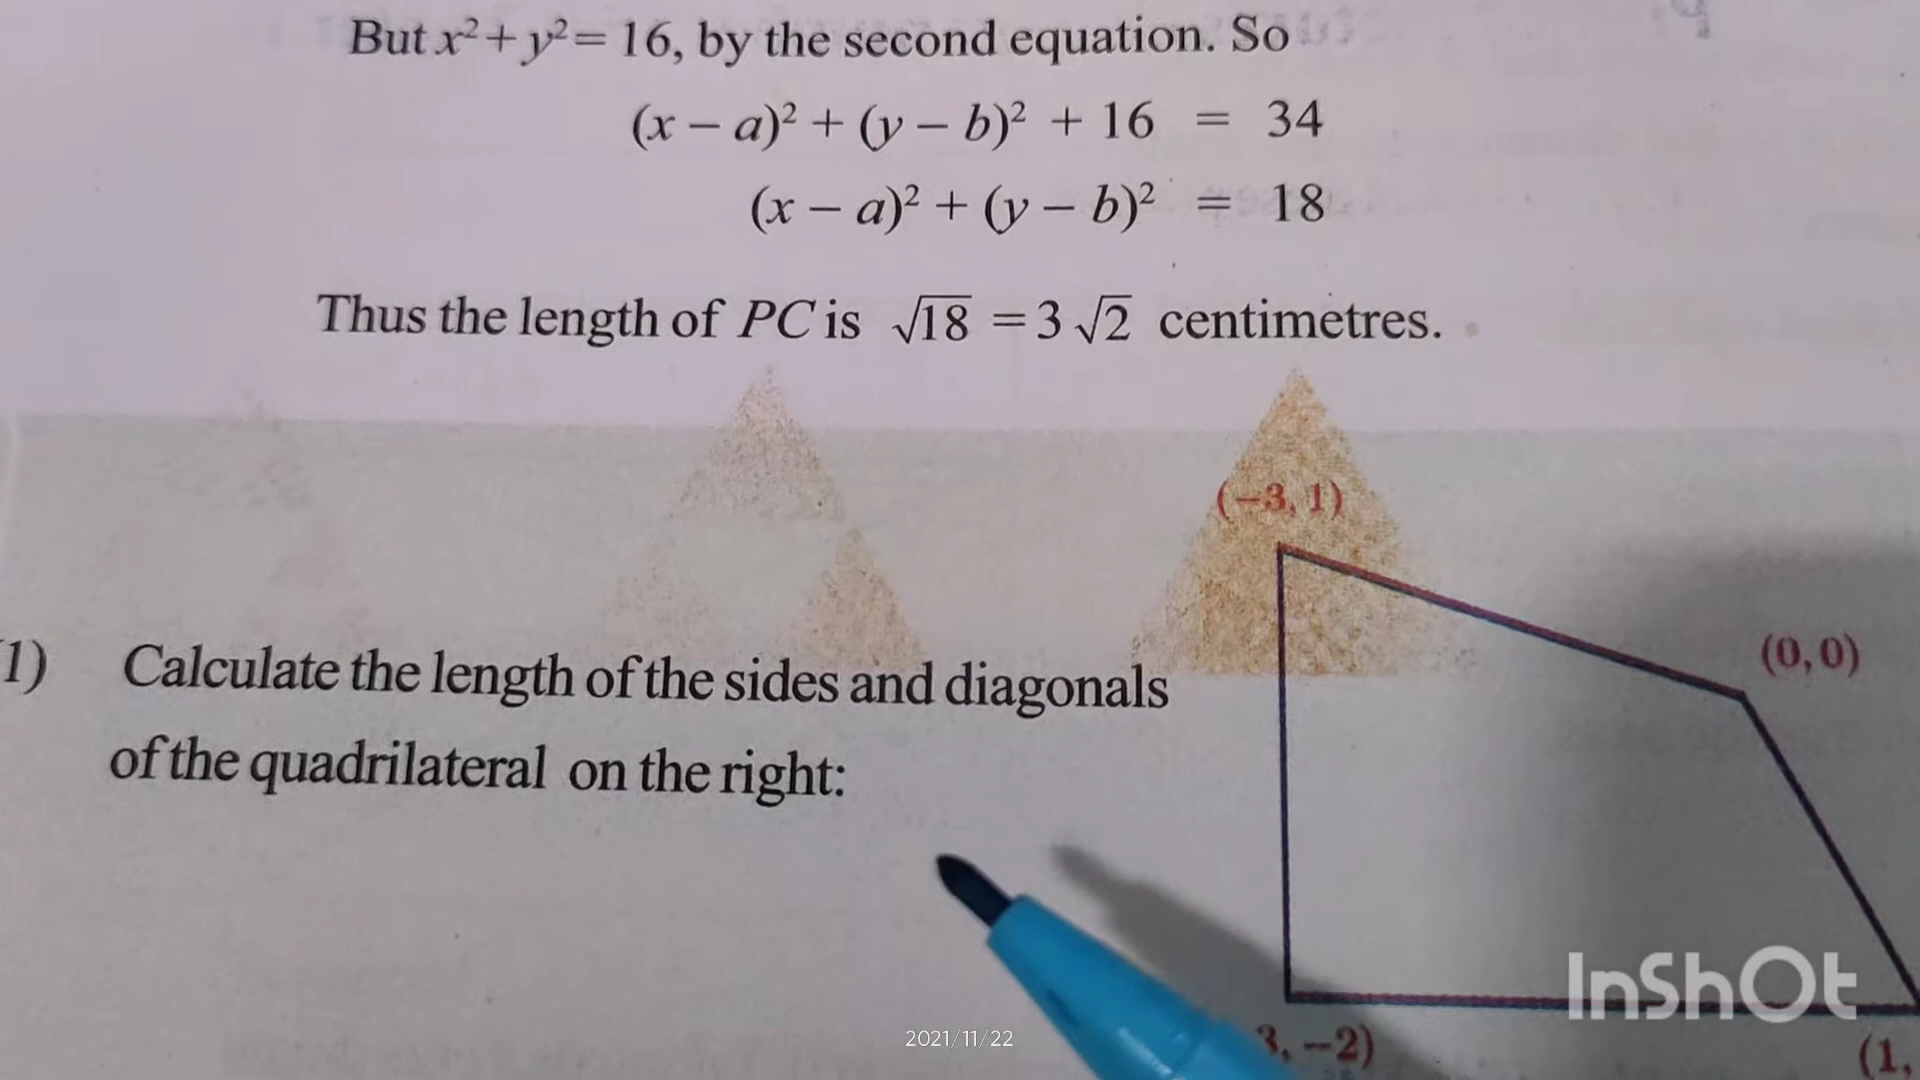 But x² + y² = 16, by the second equation. So
(x – a)² + (y – b)² + 16 = 34
(x – a)² + (y – b)² = 18
Thus the length of PC is √18 = 3 √2 centimetres.
(–3, 1)
(0, 0)
1) Calculate the length of the sides and diagonals
of the quadrilateral on the right:
InShOt
2021/11/22
3, –2)
(1,